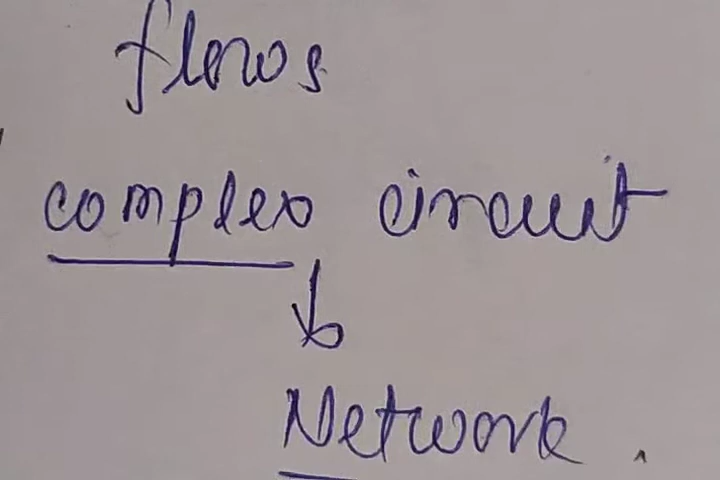 flows
complex circuit
↓
Network.